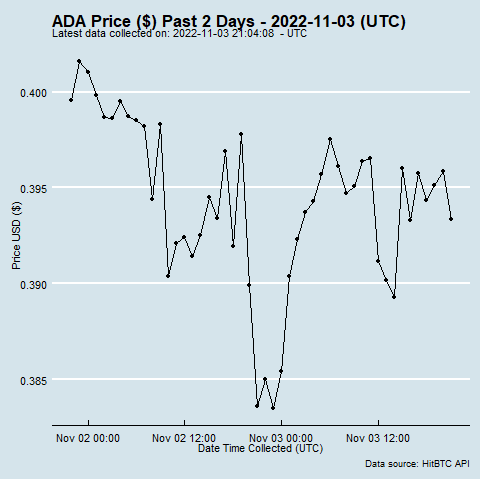 ADA Price ($) Past 2 Days - 2022-11-03 (UTC)
Latest data collected on: 2022-11-03 21:04:08  - UTC
0.400
0.395
0.390
0.385
Price USD ($)
Nov 02 00:00 Nov 02 12:00 Nov 03 00:00 Nov 03 12:00
Date Time Collected (UTC)
Data source: HitBTC API